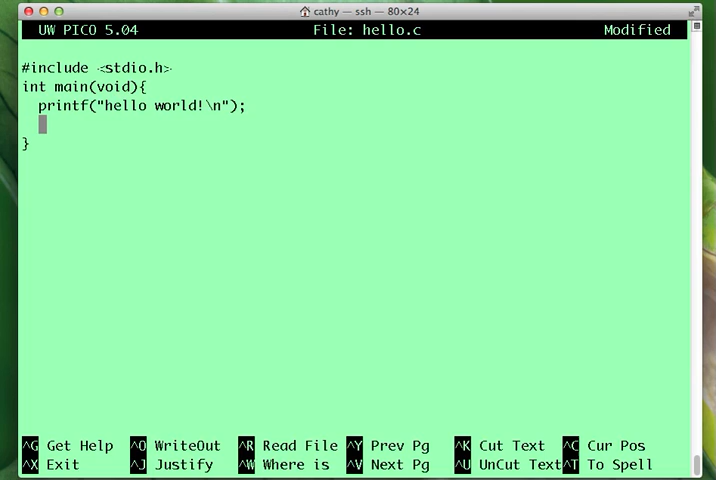 cathy — ssh — 80×24
UW PICO 5.04 File: hello.c Modified
#include <stdio.h>
int main(void){
printf("hello world!\n");
}
^G Get Help ^O WriteOut ^R Read File ^Y Prev Pg ^K Cut Text ^C Cur Pos
^X Exit ^J Justify ^W Where is ^V Next Pg ^U UnCut Text ^T To Spell